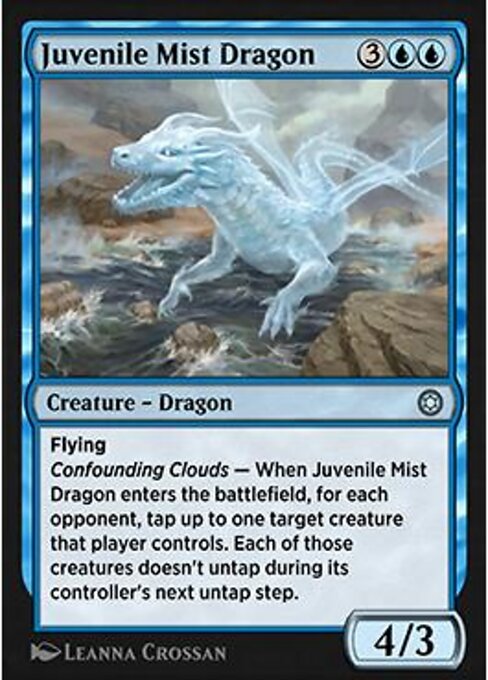 Juvenile Mist Dragon 3
Creature – Dragon
Flying
Confounding Clouds — When Juvenile Mist
Dragon enters the battlefield, for each
opponent, tap up to one target creature
that player controls. Each of those
creatures doesn't untap during its
controller's next untap step.
4/3
Leanna Crossan